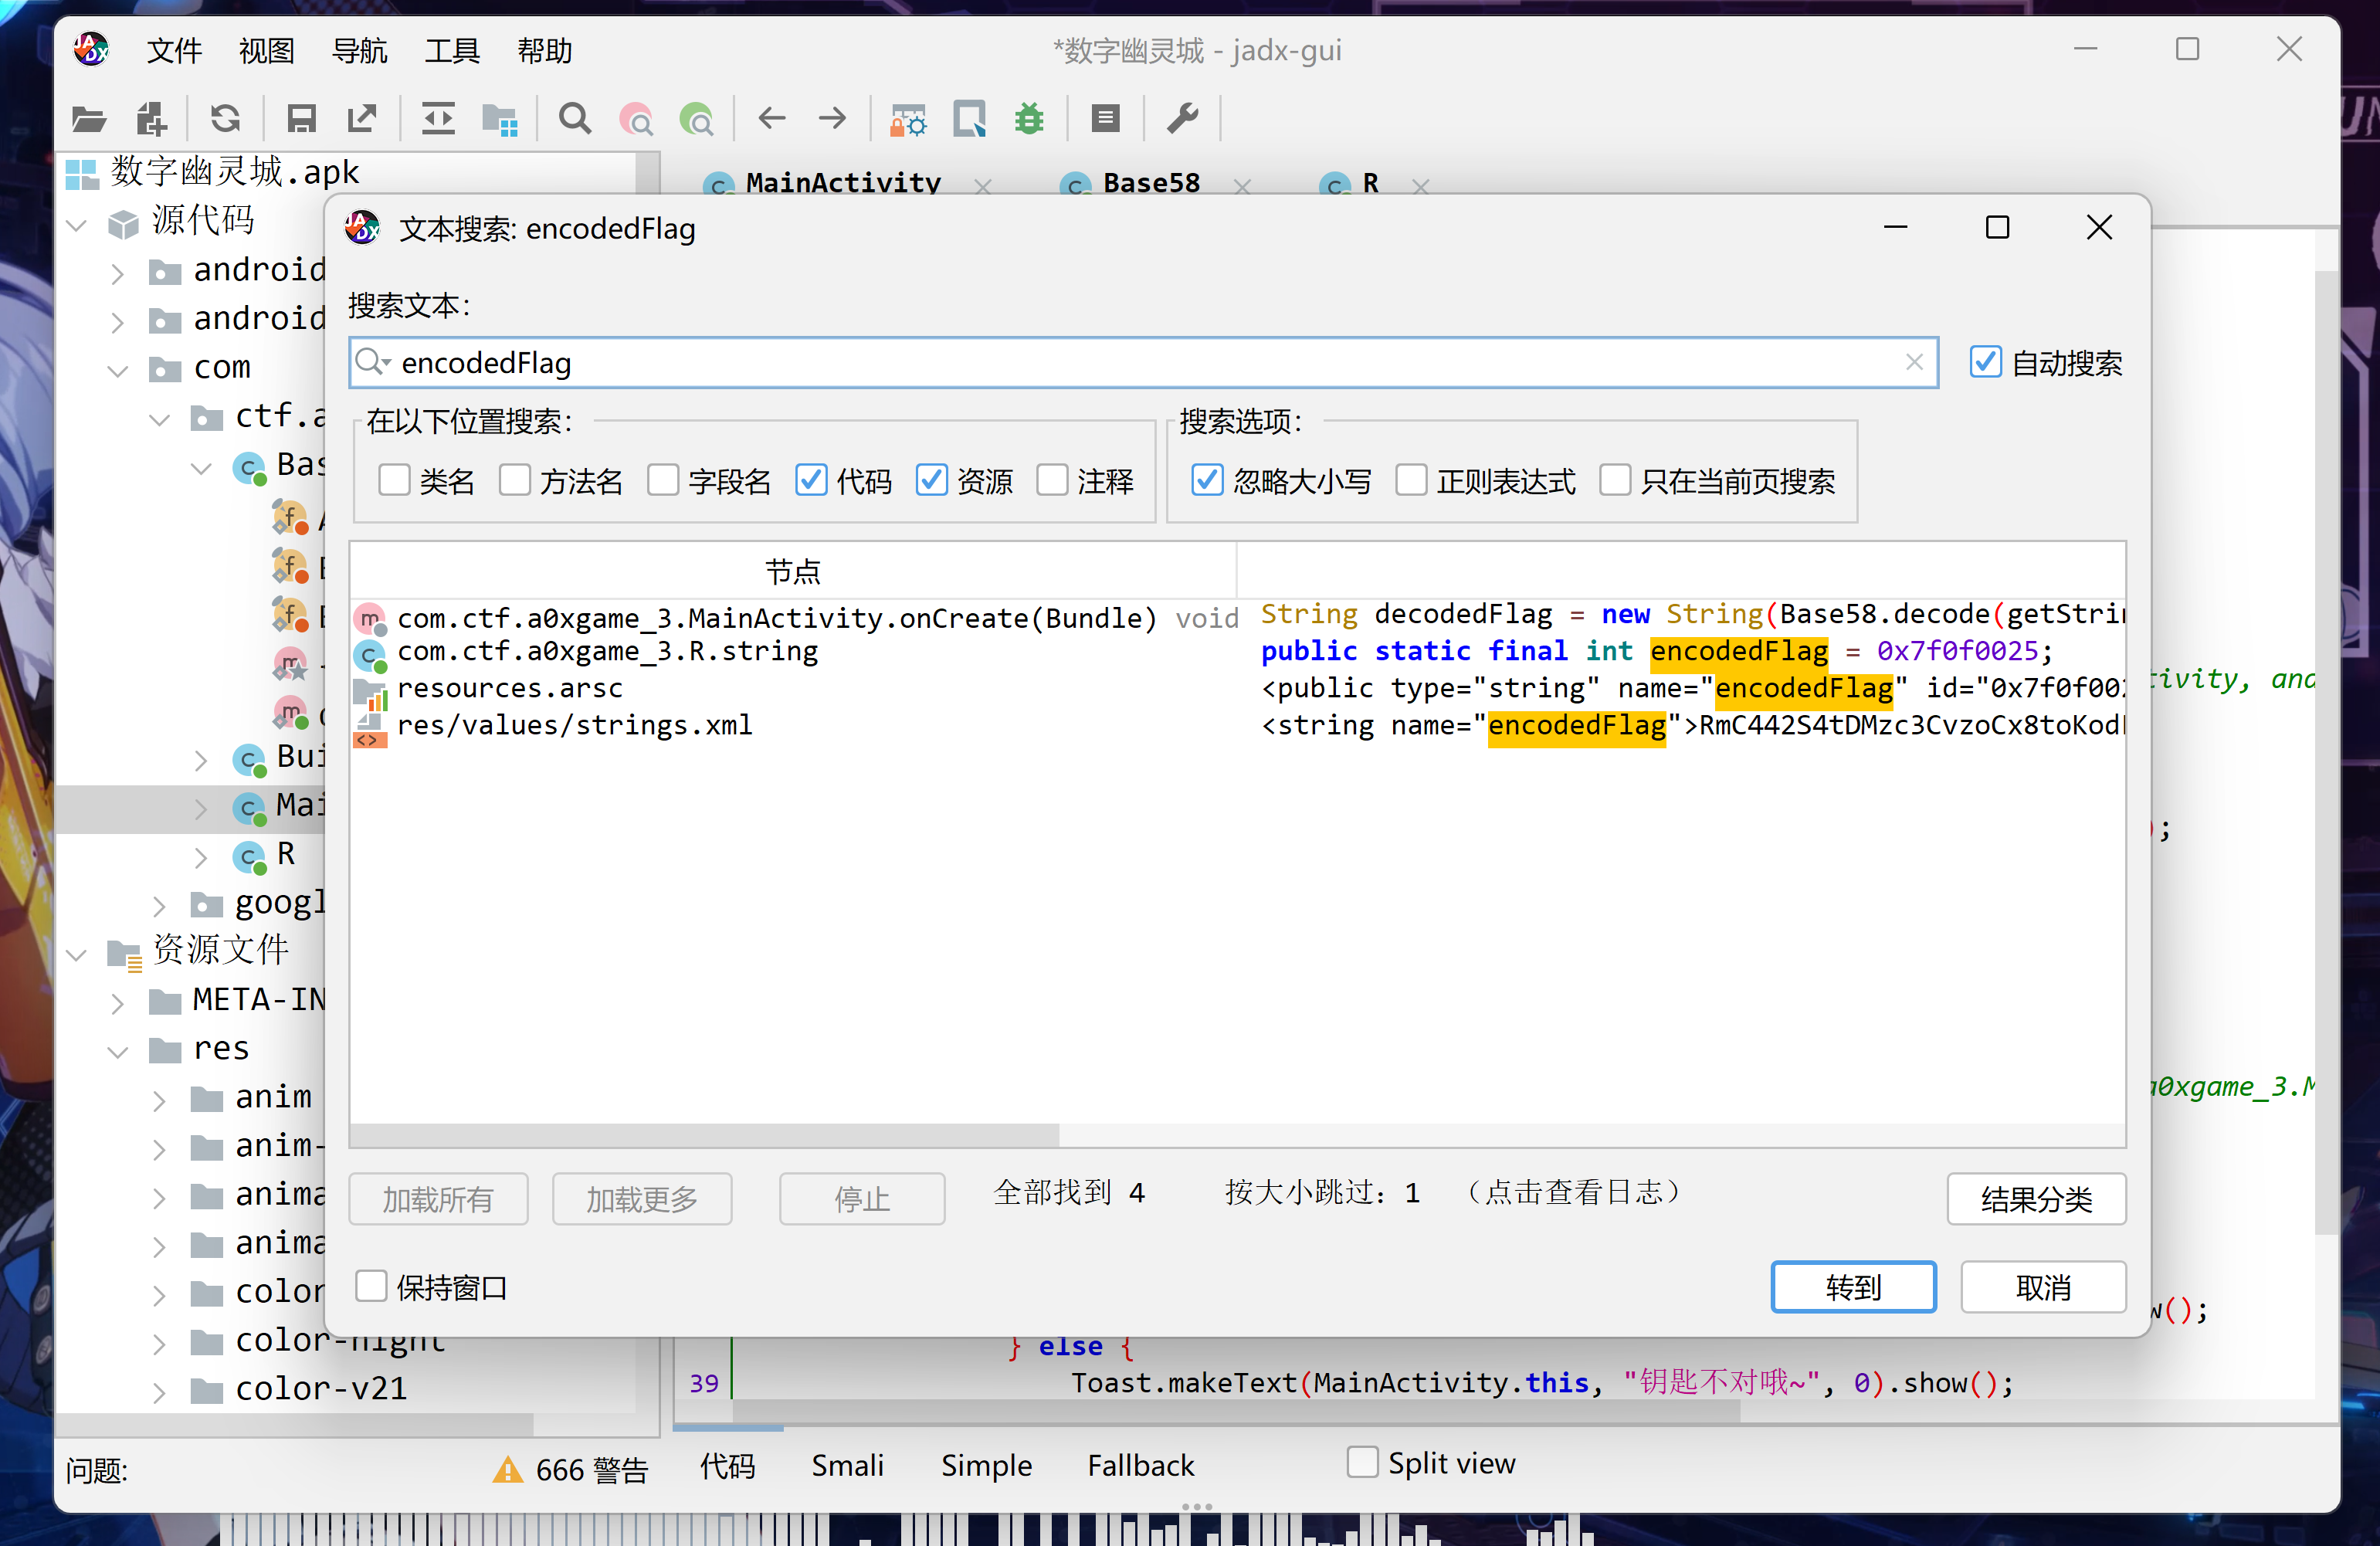 文件 视图 导航 工具 帮助
*数字幽灵城 - jadx-gui
数字幽灵城.apk
源代码
android
android
com
ctf.a
Bas
Bui
Mai
R
googl
资源文件
META-IN
res
anim
anim-
anima
anima
color
color-night
color-v21
MainActivity Base58 R
文本搜索: encodedFlag
搜索文本:
encodedFlag
自动搜索
在以下位置搜索:
类名 方法名 字段名 代码 资源 注释
搜索选项:
忽略大小写 正则表达式 只在当前页搜索
节点
com.ctf.a0xgame_3.MainActivity.onCreate(Bundle) void String decodedFlag = new String(Base58.decode(getStrin
com.ctf.a0xgame_3.R.string public static final int encodedFlag = 0x7f0f0025;
resources.arsc <public type="string" name="encodedFlag" id="0x7f0f002
res/values/strings.xml <string name="encodedFlag">RmC442S4tDMzc3CvzoCx8toKod
加载所有 加载更多 停止 全部找到 4 按大小跳过: 1 (点击查看日志) 结果分类
保持窗口 转到 取消
tivity, and
);
a0xgame_3.M
w();
} else {
39 Toast.makeText(MainActivity.this, "钥匙不对哦~", 0).show();
问题: 666 警告 代码 Smali Simple Fallback Split view